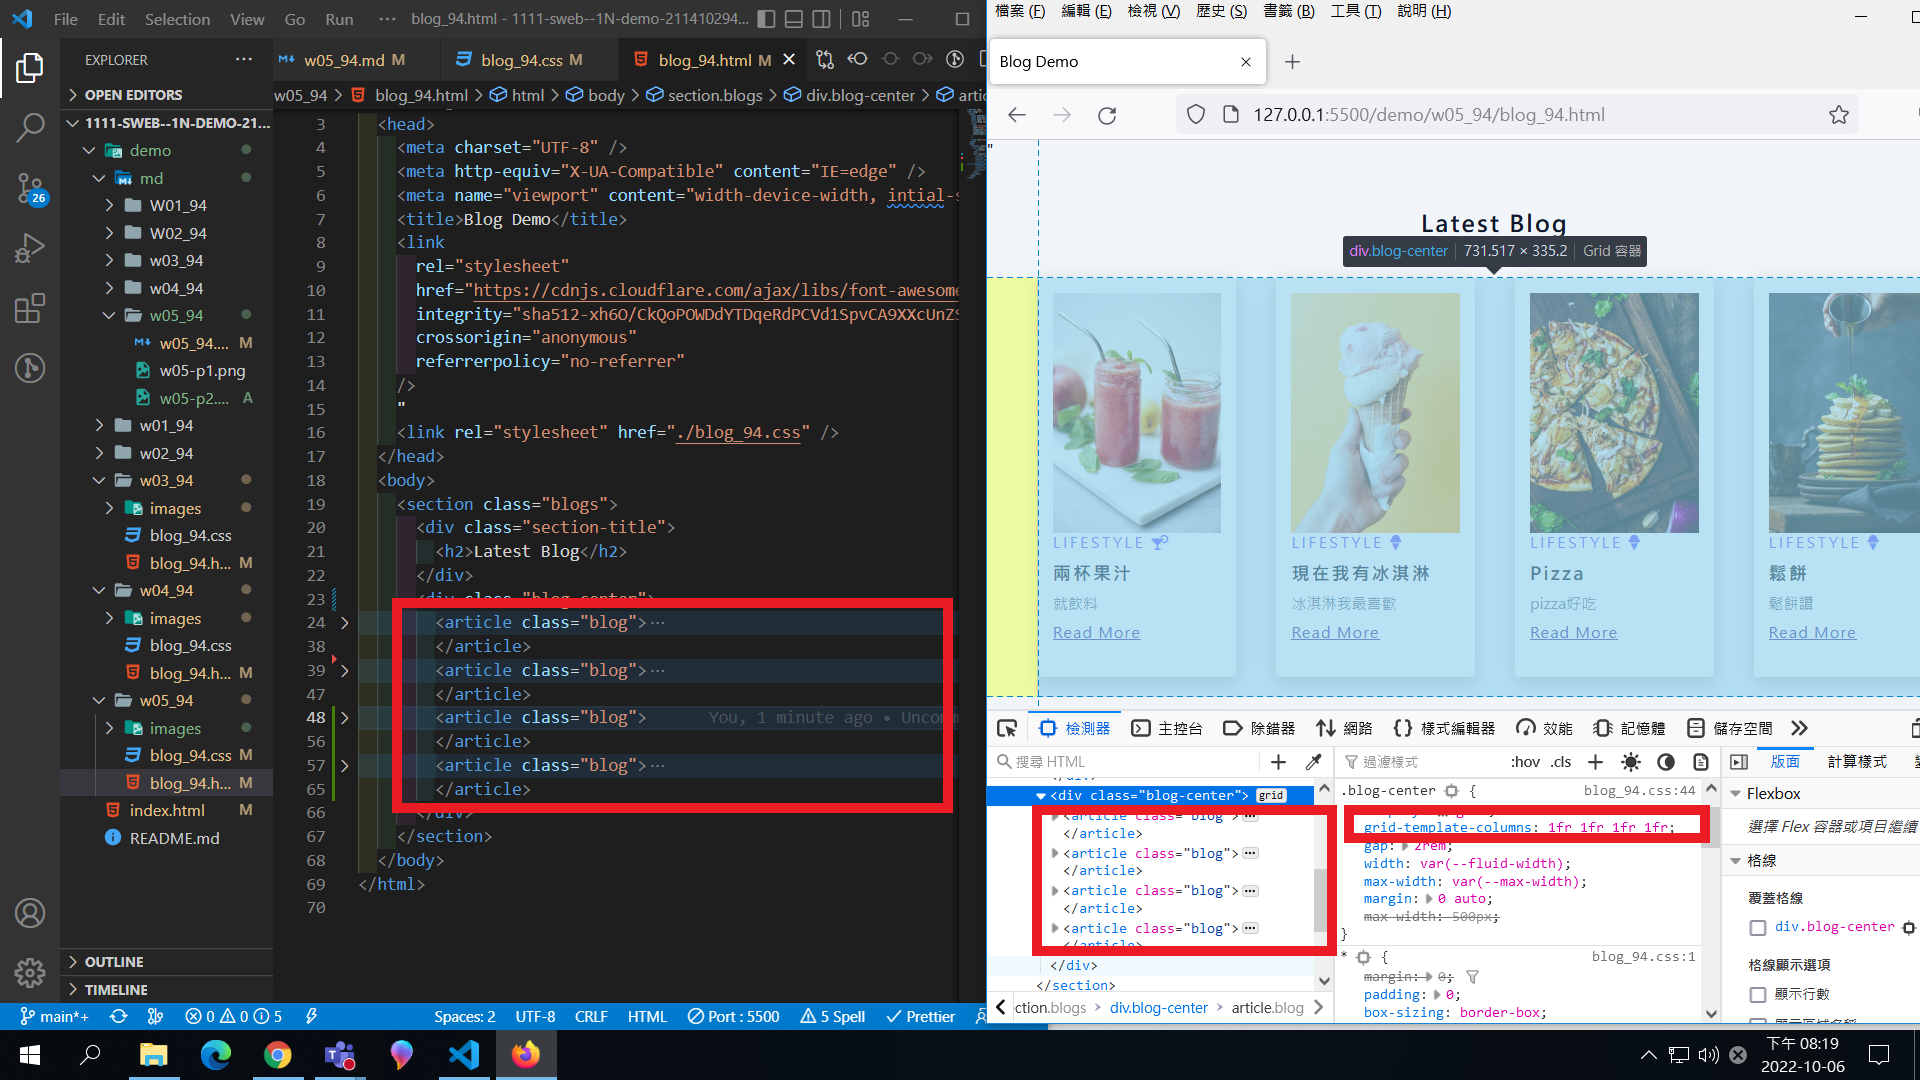 File Edit Selection View Go Run ··· blog_94.html - 1111-sweb--1N-demo-211410294...
EXPLORER ···
OPEN EDITORS
1111-SWEB--1N-DEMO-21...
demo
md
W01_94
W02_94
w03_94
w04_94
w05_94
w05_94.... M
w05-p1.png
w05-p2.... A
w01_94
w02_94
w03_94
images
blog_94.css
blog_94.h... M
w04_94
images
blog_94.css
blog_94.h... M
w05_94
images
blog_94.css M
blog_94.h... M
index.html M
README.md
OUTLINE
TIMELINE
26
w05_94.md M blog_94.css M blog_94.html M
w05_94 > blog_94.html > html > body > section.blogs > div.blog-center >
3 <head>
4 <meta charset="UTF-8" />
5 <meta http-equiv="X-UA-Compatible" content="IE=edge" />
6 <meta name="viewport" content="width-device-width, intial-s
7 <title>Blog Demo</title>
8 <link
9 rel="stylesheet"
10 href="https://cdnjs.cloudflare.com/ajax/libs/font-awesome
11 integrity="sha512-xh6O/CkQoPOWDdYTDqeRdPCVd1SpvCA9XXcUnZS
12 crossorigin="anonymous"
13 referrerpolicy="no-referrer"
14 />
15 "
16 <link rel="stylesheet" href="./blog_94.css" />
17 </head>
18 <body>
19 <section class="blogs">
20 <div class="section-title">
21 <h2>Latest Blog</h2>
22 </div>
23 <div class="blog-center">
24 <article class="blog">···
38 </article>
39 <article class="blog">···
47 </article>
48 <article class="blog"> You, 1 minute ago • Uncomm
56 </article>
57 <article class="blog">···
65 </article>
66 </div>
67 </section>
68 </body>
69 </html>
70
main*+ 0 0 5 Spaces: 2 UTF-8 CRLF HTML Port : 5500 5 Spell Prettier
檔案 (F) 編輯 (E) 檢視 (V) 歷史 (S) 書籤 (B) 工具 (T) 說明 (H)
Blog Demo
127.0.0.1:5500/demo/w05_94/blog_94.html
"
Latest Blog
div.blog-center 731.517 × 335.2 Grid 容器
LIFESTYLE
兩杯果汁
就飲料
Read More
LIFESTYLE
現在我有冰淇淋
冰淇淋我最喜歡
Read More
LIFESTYLE
Pizza
pizza好吃
Read More
LIFESTYLE
鬆餅
鬆餅讚
Read More
檢測器 主控台 除錯器 網路 樣式編輯器 效能 記憶體 儲存空間
搜尋 HTML
</div>
<div class="blog-center"> grid
<article class="blog">
</article>
<article class="blog">
</article>
<article class="blog">
</article>
<article class="blog">
</article>
</div>
</section>
ction.blogs > div.blog-center > article.blog
過濾樣式 :hov .cls
.blog-center { blog_94.css:44
grid-template-columns: 1fr 1fr 1fr 1fr;
gap: 2rem;
width: var(--fluid-width);
max-width: var(--max-width);
margin: 0 auto;
max-width: 500px;
}
* { blog_94.css:1
margin: 0;
padding: 0;
box-sizing: border-box;
版面 計算樣式
Flexbox
選擇 Flex 容器或項目繼續
格線
覆蓋格線
div.blog-center
格線顯示選項
顯示行數
下午 08:19
2022-10-06